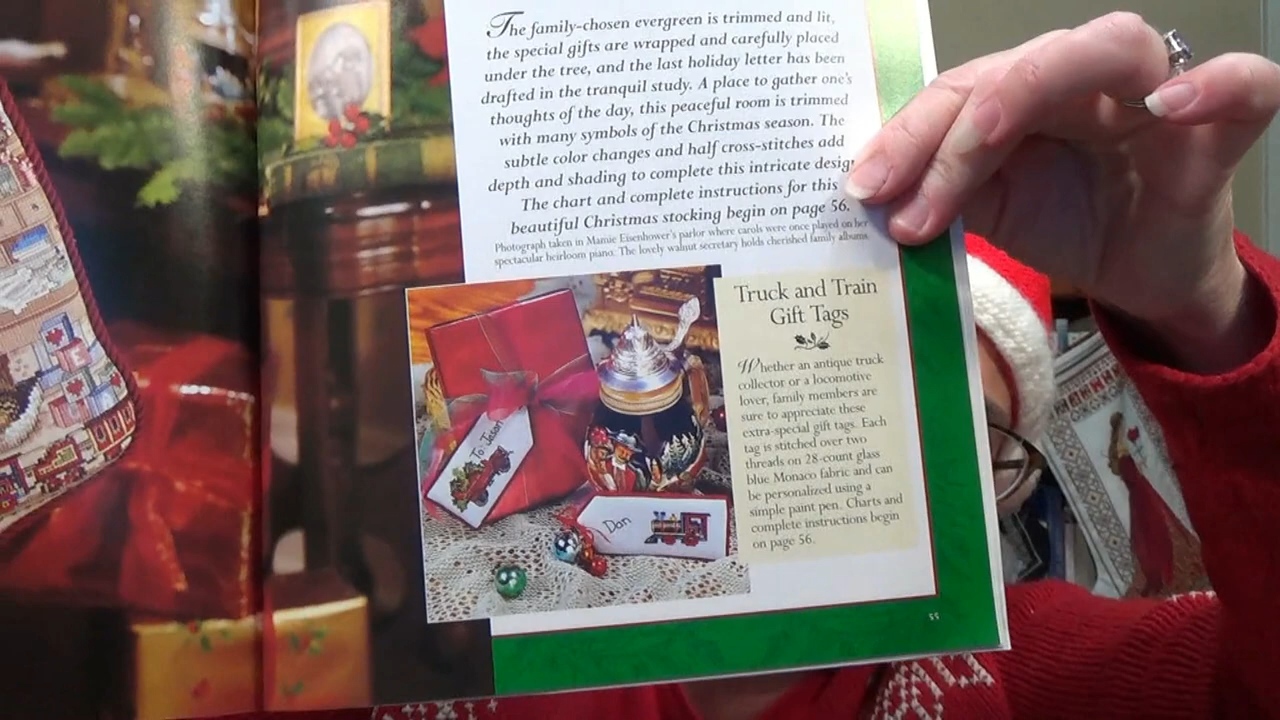 The family-chosen evergreen is trimmed and lit,
the special gifts are wrapped and carefully placed
under the tree, and the last holiday letter has been
drafted in the tranquil study. A place to gather one's
thoughts of the day, this peaceful room is trimmed
with many symbols of the Christmas season. The
subtle color changes and half cross-stitches add
depth and shading to complete this intricate design.
The chart and complete instructions for this
beautiful Christmas stocking begin on page 56.
Photograph taken in Mamie Eisenhower's parlor where carols were once played on her
spectacular heirloom piano. The lovely walnut secretary holds cherished family albums.
To: Jason
Dan
Truck and Train
Gift Tags
Whether an antique truck
collector or a locomotive
lover, family members are
sure to appreciate these
extra-special gift tags. Each
tag is stitched over two
threads on 28-count glass
blue Monaco fabric and can
be personalized using a
simple paint pen. Charts and
complete instructions begin
on page 56.
55